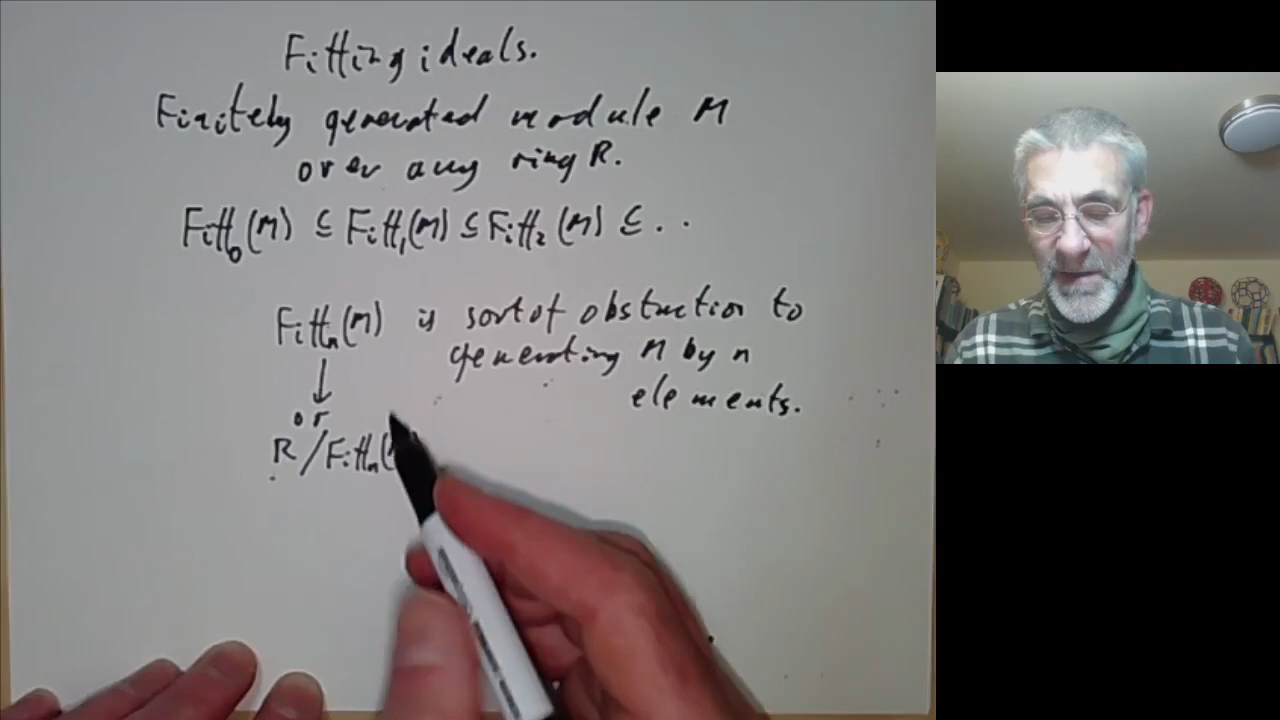 Fitting ideals.
Finitely generated module M
over any ring R.
Fitt₀(M) ⊆ Fitt₁(M) ⊆ Fitt₂(M) ⊆ . .
Fittₙ(M) is sort of obstruction to
generating M by n
elements.
↓
or
R/Fittₙ(